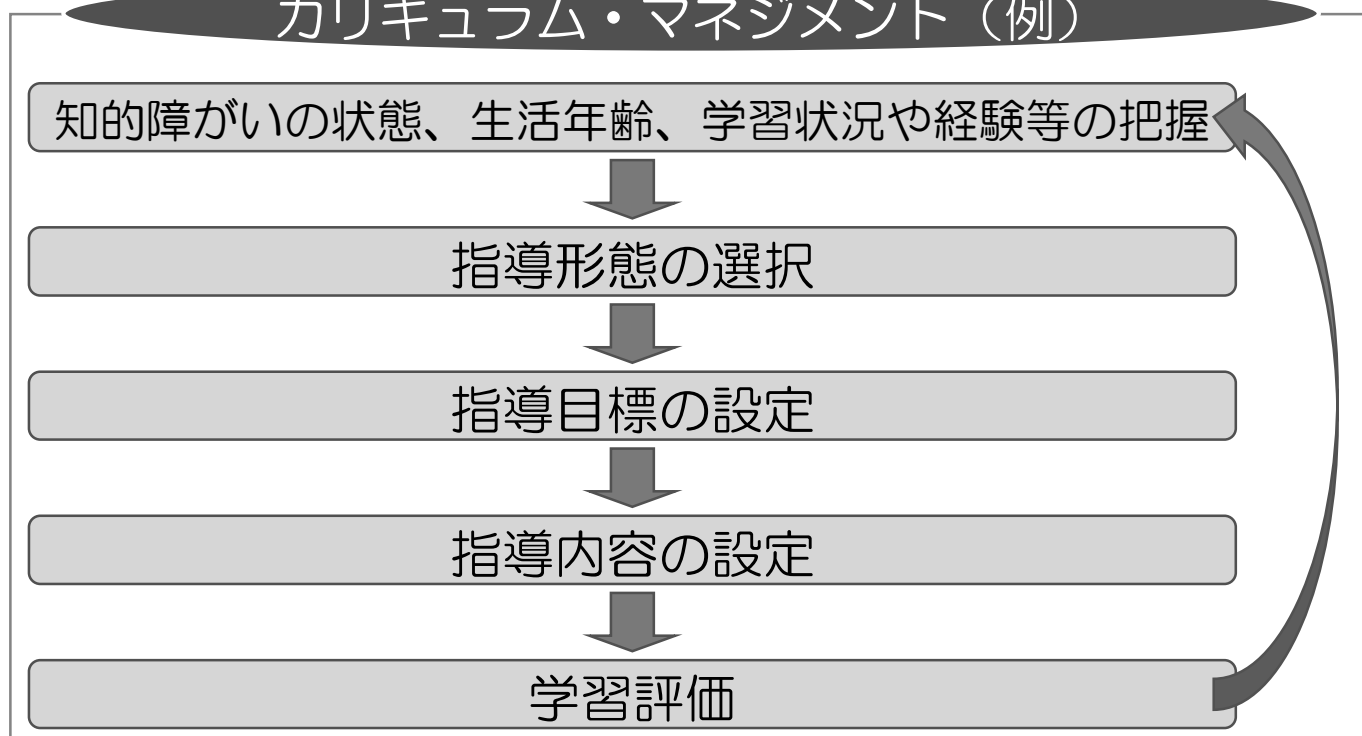 カリキュラム・マネジメント（例）
知的障がいの状態、生活年齢、学習状況や経験等の把握
指導形態の選択
指導目標の設定
指導内容の設定
学習評価